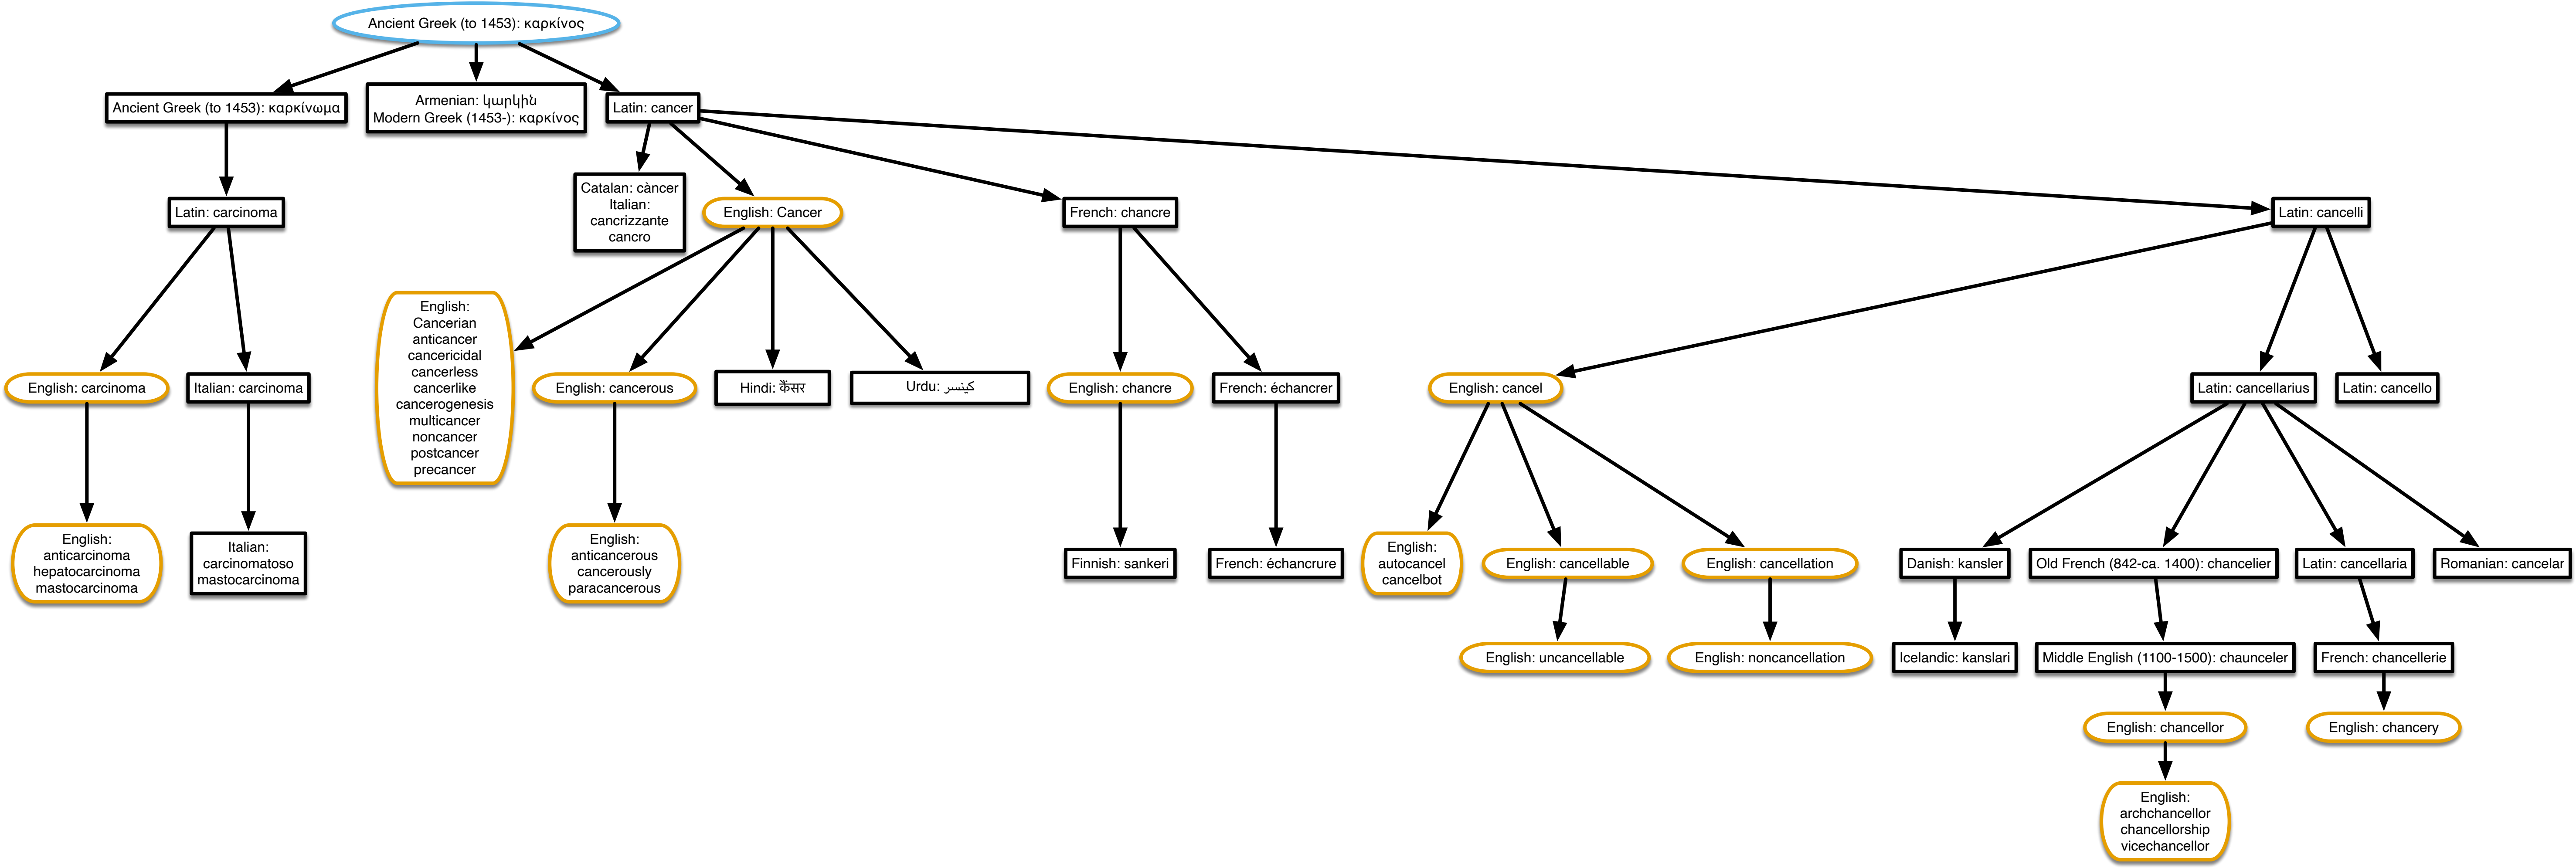 Ancient Greek (to 1453): καρκίνος
Ancient Greek (to 1453): καρκίνωμα
Armenian: կարկին
Modern Greek (1453-): καρκίνος
Latin: cancer
Latin: carcinoma
Catalan: càncer
Italian:
cancrizzante
cancro
English: Cancer
French: chancre
Latin: cancelli
English:
Cancerian
anticancer
cancericidal
cancerless
cancerlike
cancerogenesis
multicancer
noncancer
postcancer
precancer
English: carcinoma
Italian: carcinoma
English: cancerous
Hindi: कैंसर
Urdu: کینسر
English: chancre
French: échancrer
English: cancel
Latin: cancellarius
Latin: cancello
English:
anticarcinoma
hepatocarcinoma
mastocarcinoma
Italian:
carcinomatoso
mastocarcinoma
English:
anticancerous
cancerously
paracancerous
Finnish: sankeri
French: échancrure
English:
autocancel
cancelbot
English: cancellable
English: cancellation
Danish: kansler
Old French (842-ca. 1400): chancelier
Latin: cancellaria
Romanian: cancelar
English: uncancellable
English: noncancellation
Icelandic: kanslari
Middle English (1100-1500): chaunceler
French: chancellerie
English: chancellor
English: chancery
English:
archchancellor
chancellorship
vicechancellor